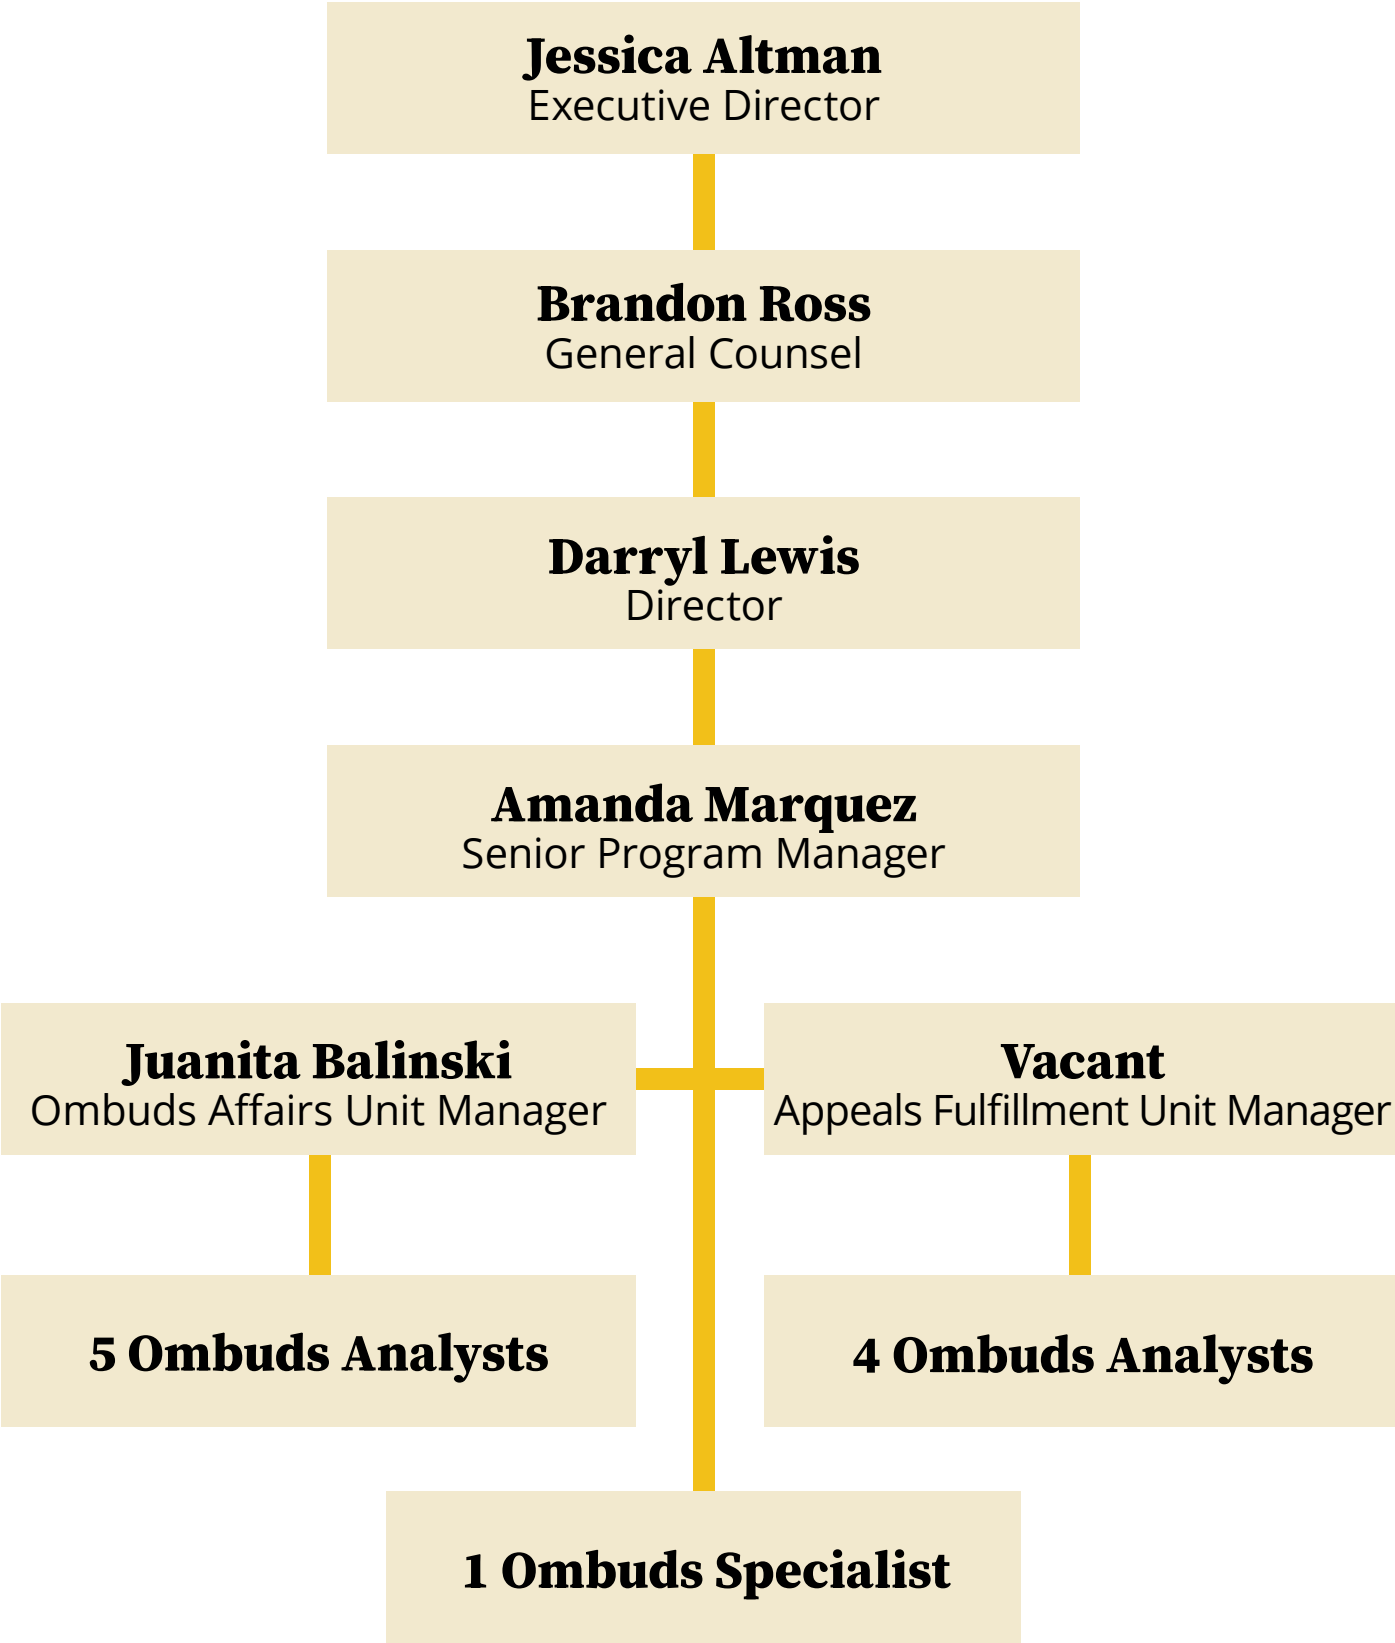 Jessica Altman
Executive Director
Brandon Ross
General Counsel
Darryl Lewis
Director
Amanda Marquez
Senior Program Manager
Juanita Balinski
Ombuds Affairs Unit Manager
Vacant
Appeals Fulfillment Unit Manager
5 Ombuds Analysts
4 Ombuds Analysts
1 Ombuds Specialist